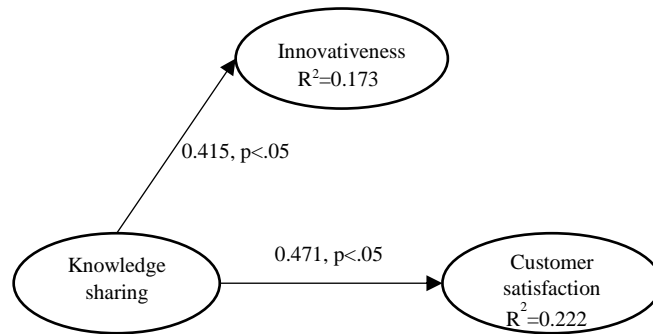 Innovativeness
R²=0.173
0.415, p<.05
0.471, p<.05
Knowledge
sharing
Customer
satisfaction
R²=0.222